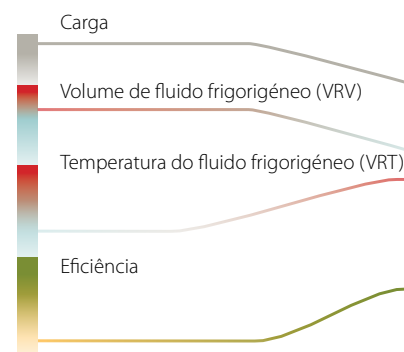 Carga
Volume de fluido frigorigéneo (VRV)
Temperatura do fluido frigorigéneo (VRT)
Eficiência